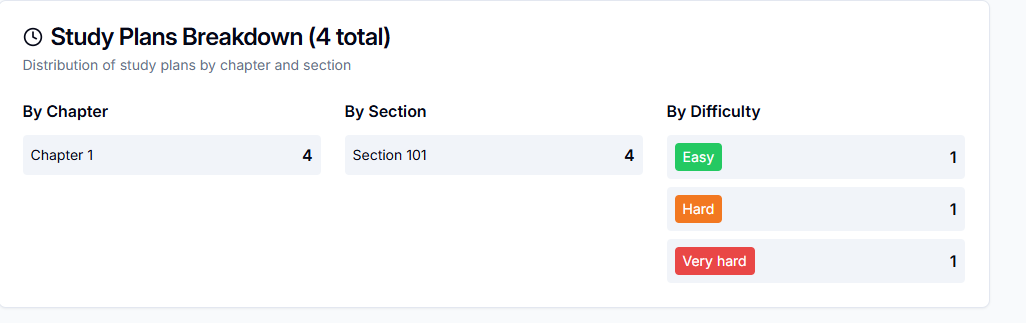 Study Plans Breakdown (4 total)
Distribution of study plans by chapter and section
By Chapter
Chapter 1 4
By Section
Section 101 4
By Difficulty
Easy 1
Hard 1
Very hard 1